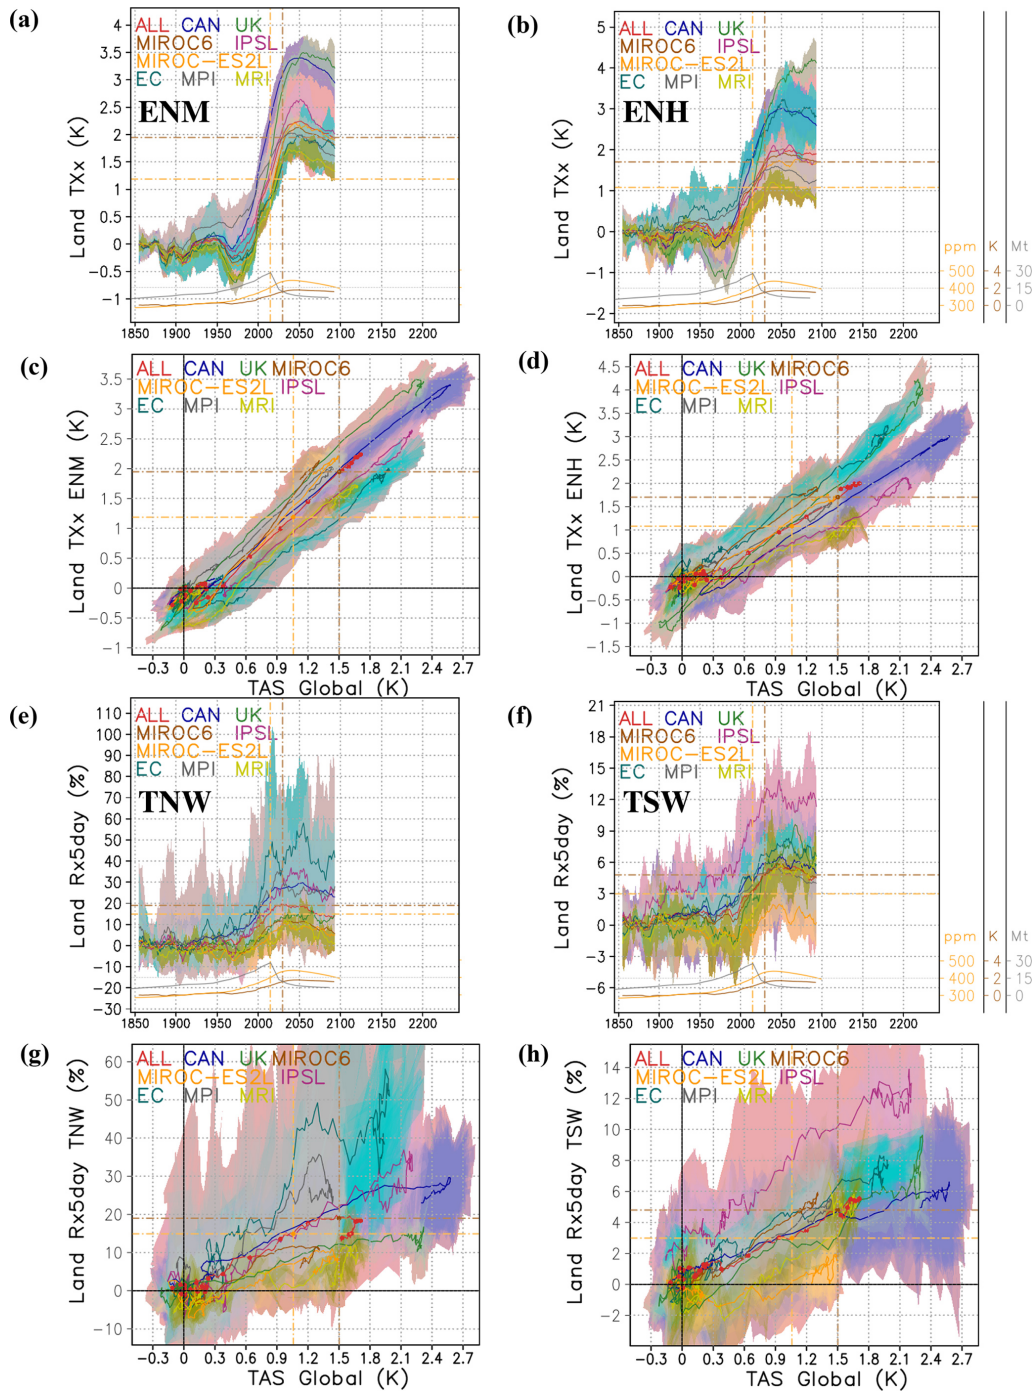 (a)
ALL CAN UK
MIROC6 IPSL
MIROC-ES2L
EC MPI MRI
ENM
Land TXx (K)
4
3.5
3
2.5
2
1.5
1
0.5
0
-0.5
-1
1850 1900 1950 2000 2050 2100 2150 2200
(b)
ALL CAN UK
MIROC6 IPSL
MIROC-ES2L
EC MPI MRI
ENH
Land TXx (K)
5
4
3
2
1
0
-1
-2
1850 1900 1950 2000 2050 2100 2150 2200
ppm K Mt
500 4 30
400 2 15
300 0 0
(c)
ALL CAN UK MIROC6
MIROC-ES2L IPSL
EC MPI MRI
Land TXx ENM (K)
3.5
3
2.5
2
1.5
1
0.5
0
-0.5
-1
-0.3 0 0.3 0.6 0.9 1.2 1.5 1.8 2.1 2.4 2.7
TAS Global (K)
(d)
ALL CAN UK MIROC6
MIROC-ES2L IPSL
EC MPI MRI
Land TXx ENH (K)
4.5
4
3.5
3
2.5
2
1.5
1
0.5
0
-0.5
-1
-1.5
-0.3 0 0.3 0.6 0.9 1.2 1.5 1.8 2.1 2.4 2.7
TAS Global (K)
(e)
ALL CAN UK
MIROC6 IPSL
MIROC-ES2L
EC MPI MRI
TNW
Land Rx5day (%)
110
100
90
80
70
60
50
40
30
20
10
0
-10
-20
-30
1850 1900 1950 2000 2050 2100 2150 2200
(f)
ALL CAN UK
MIROC6 IPSL
MIROC-ES2L
EC MPI MRI
TSW
Land Rx5day (%)
21
18
15
12
9
6
3
0
-3
-6
1850 1900 1950 2000 2050 2100 2150 2200
ppm K Mt
500 4 30
400 2 15
300 0 0
(g)
ALL CAN UK MIROC6
MIROC-ES2L IPSL
EC MPI MRI
Land Rx5day TNW (%)
60
50
40
30
20
10
0
-10
-0.3 0 0.3 0.6 0.9 1.2 1.5 1.8 2.1 2.4 2.7
TAS Global (K)
(h)
ALL CAN UK MIROC6
MIROC-ES2L IPSL
EC MPI MRI
Land Rx5day TSW (%)
14
12
10
8
6
4
2
0
-2
-0.3 0 0.3 0.6 0.9 1.2 1.5 1.8 2.1 2.4 2.7
TAS Global (K)